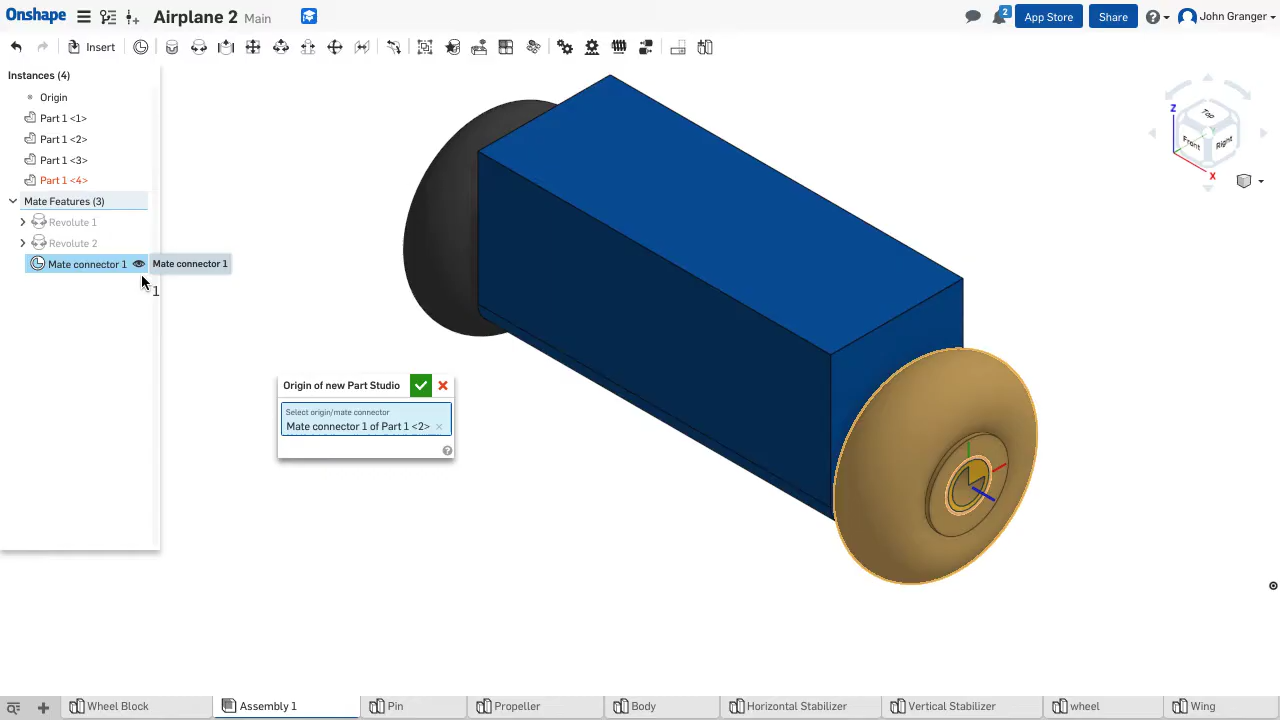 Onshape
Airplane 2 Main
2
App Store
Share
John Granger
Insert
Instances (4)
Origin
Part 1 <1>
Part 1 <2>
Part 1 <3>
Part 1 <4>
Mate Features (3)
Revolute 1
Revolute 2
Mate connector 1
Mate connector 1
1
Origin of new Part Studio
Select origin/mate connector
Mate connector 1 of Part 1 <2>
Z
Top
Front
Right
X
Wheel Block
Assembly 1
Pin
Propeller
Body
Horizontal Stabilizer
Vertical Stabilizer
wheel
Wing